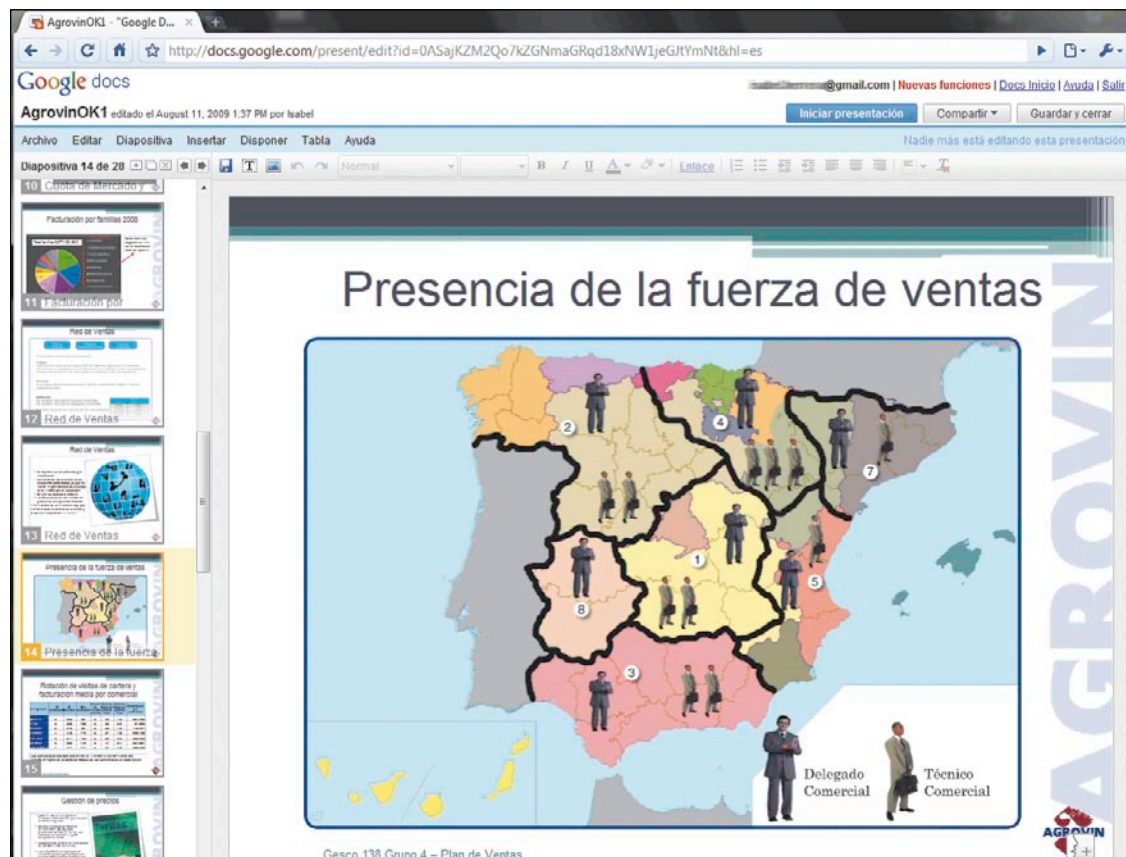 AgrovinOK1 - "Google D...
http://docs.google.com/present/edit?id=0ASajKZM2Qo7kZGNmaGRqd18xNW1jeGJtYmNt&hl=es
Google docs
@gmail.com | Nuevas funciones | Docs Inicio | Ayuda | Salir
AgrovinOK1 editado el August 11, 2009 1:37 PM por Isabel
Iniciar presentación Compartir Guardar y cerrar
Archivo Editar Diapositiva Insertar Disponer Tabla Ayuda
Nadie más está editando esta presentación
Diapositiva 14 de 28
Normal
B I U A Enlace
10 Cuota de Mercado y
Facturación por familias 2008
11 Facturación por
Red de Ventas
12 Red de Ventas
Red de Ventas
13 Red de Ventas
Presencia de la fuerza de ventas
14 Presencia de la fuerza
Rotación de visitas de cartera y
facturación media por comercial
15
Gestión de precios
Presencia de la fuerza de ventas
2
4
7
1
5
8
3
Delegado
Comercial
Técnico
Comercial
AGROVIN
AGROVIN
Gesco 138 Grupo 4 – Plan de Ventas